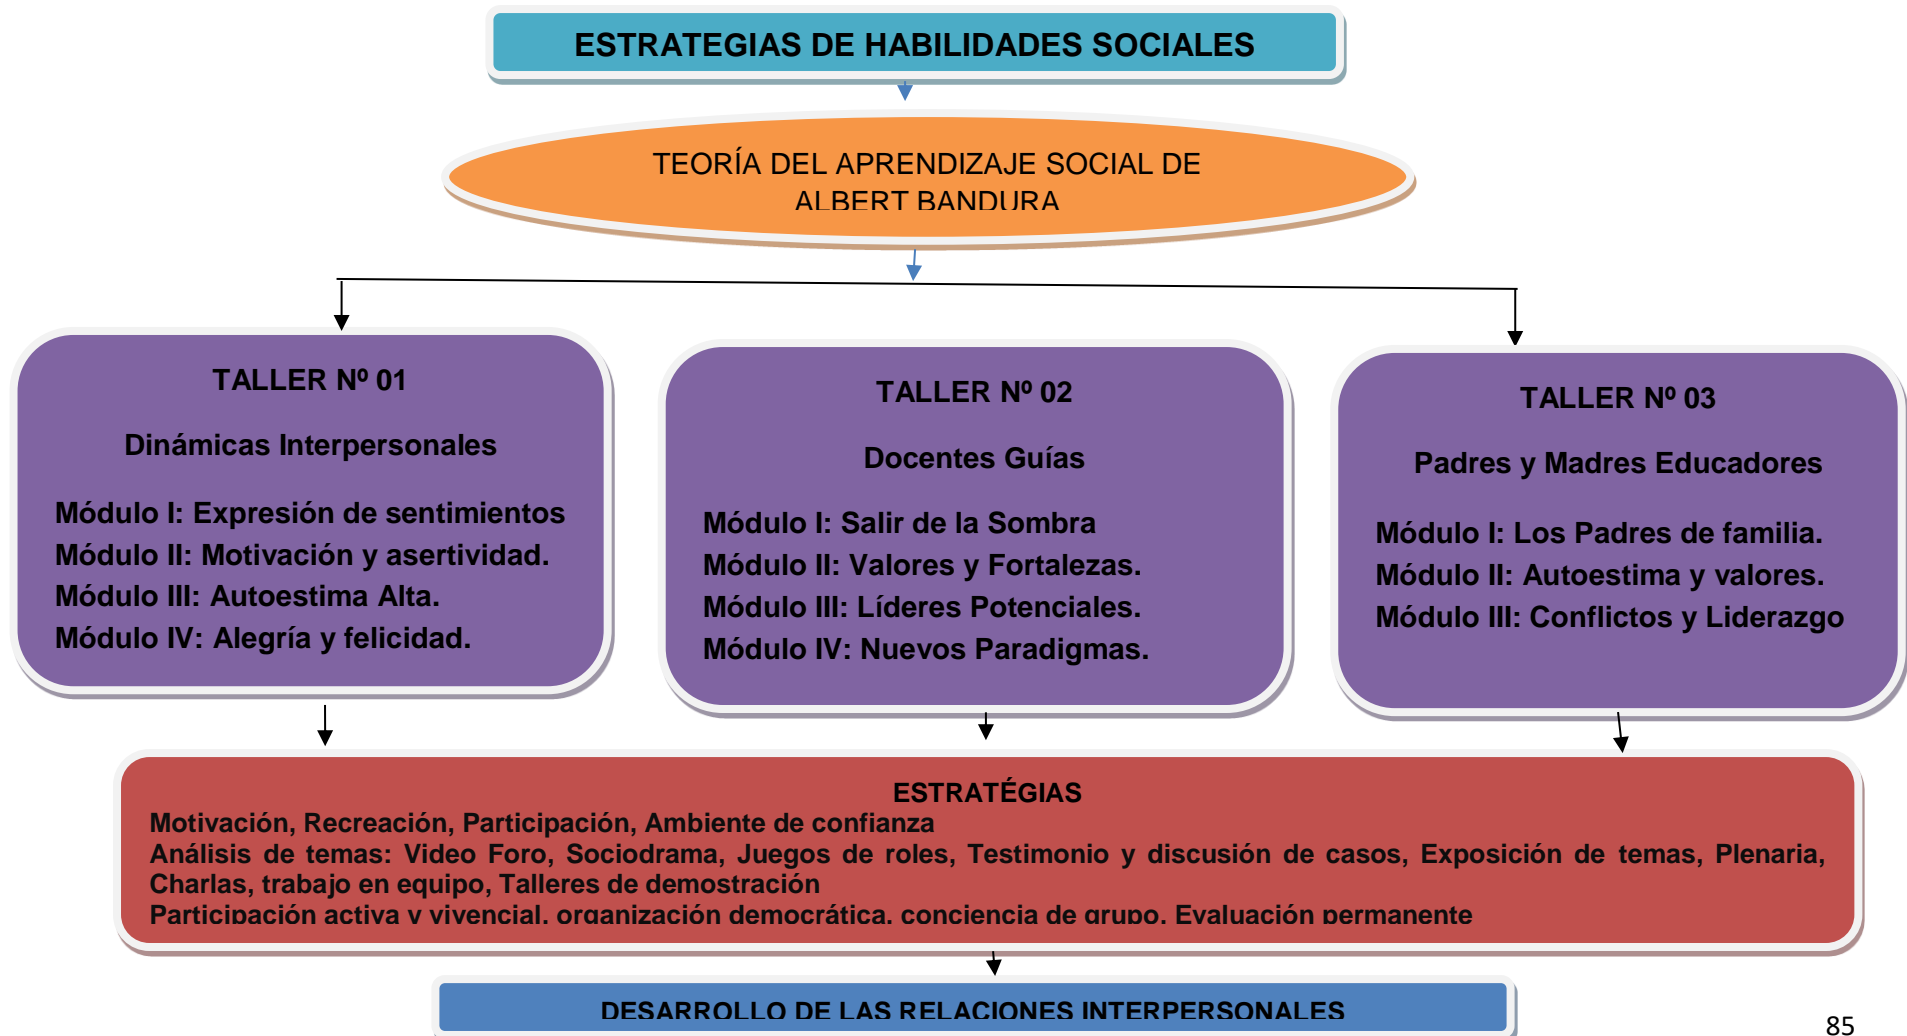 ESTRATEGIAS DE HABILIDADES SOCIALES
TEORÍA DEL APRENDIZAJE SOCIAL DE
ALBERT BANDURA
TALLER Nº 01
Dinámicas Interpersonales
Módulo I: Expresión de sentimientos
Módulo II: Motivación y asertividad.
Módulo III: Autoestima Alta.
Módulo IV: Alegría y felicidad.
TALLER Nº 02
Docentes Guías
Módulo I: Salir de la Sombra
Módulo II: Valores y Fortalezas.
Módulo III: Líderes Potenciales.
Módulo IV: Nuevos Paradigmas.
TALLER Nº 03
Padres y Madres Educadores
Módulo I: Los Padres de familia.
Módulo II: Autoestima y valores.
Módulo III: Conflictos y Liderazgo
ESTRATÉGIAS
Motivación, Recreación, Participación, Ambiente de confianza
Análisis de temas: Video Foro, Sociodrama, Juegos de roles, Testimonio y discusión de casos, Exposición de temas, Plenaria,
Charlas, trabajo en equipo, Talleres de demostración
Participación activa y vivencial, organización democrática, conciencia de grupo, Evaluación permanente
DESARROLLO DE LAS RELACIONES INTERPERSONALES
85